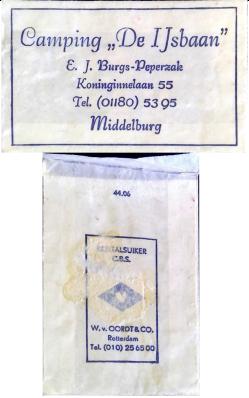 Camping „De IJsbaan”
E. J. Burgs-Peperzak
Koninginnelaan 55
Tel. (01180) 53 95
Middelburg
44.06
KRISTALSUIKER
C.B.S.
W. v. OORDT & CO.
Rotterdam
Tel. (010) 25 65 00